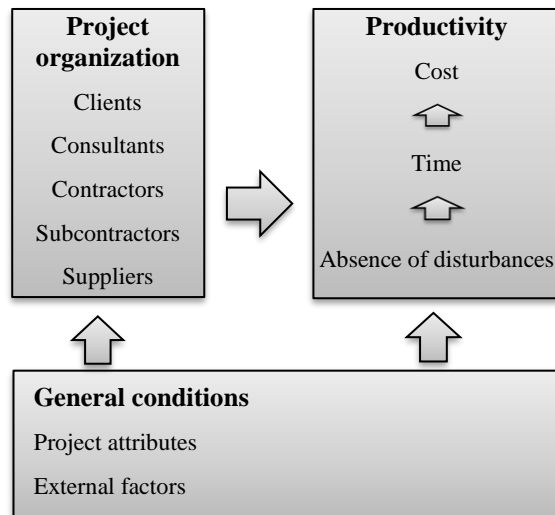 Project
organization
Clients
Consultants
Contractors
Subcontractors
Suppliers
Productivity
Cost
Time
Absence of disturbances
General conditions
Project attributes
External factors